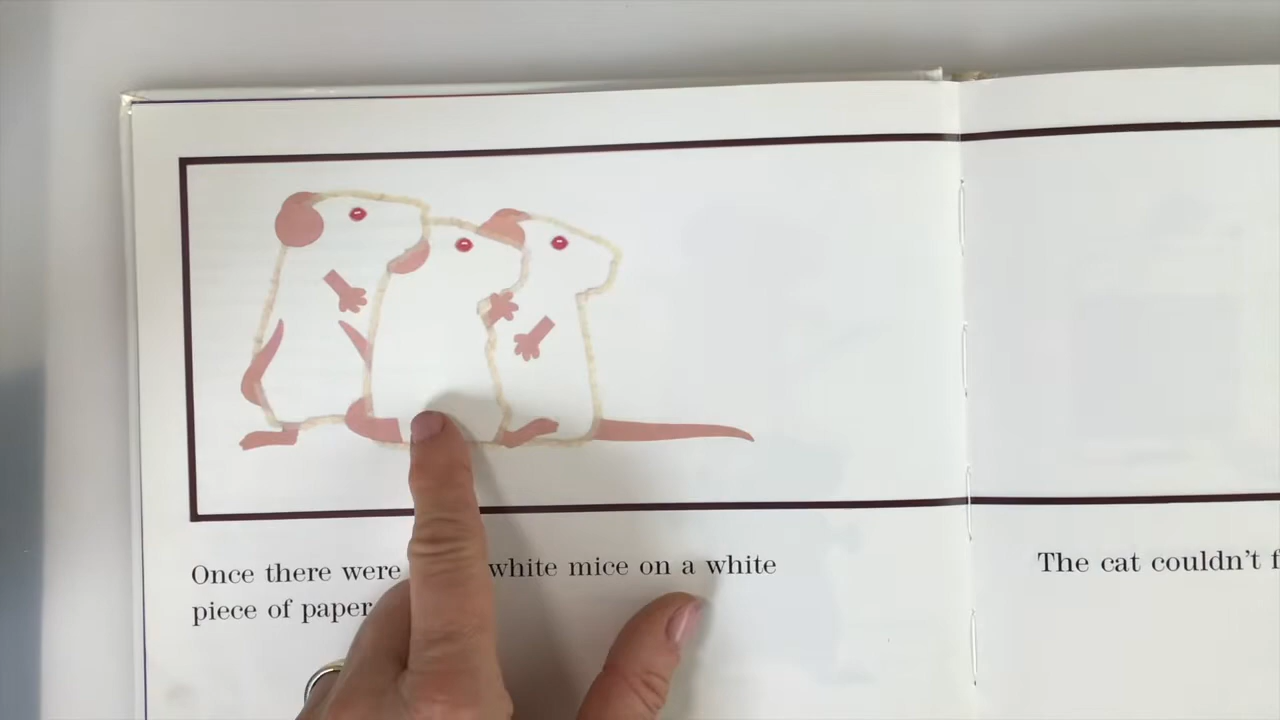 Once there were white mice on a white
piece of paper
The cat couldn't f